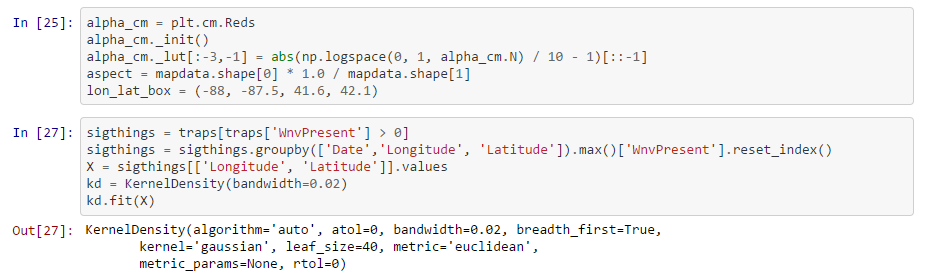 In [25]: alpha_cm = plt.cm.Reds
alpha_cm._init()
alpha_cm._lut[:-3,-1] = abs(np.logspace(0, 1, alpha_cm.N) / 10 - 1)[::-1]
aspect = mapdata.shape[0] * 1.0 / mapdata.shape[1]
lon_lat_box = (-88, -87.5, 41.6, 42.1)
In [27]: sigthings = traps[traps['WnvPresent'] > 0]
sigthings = sigthings.groupby(['Date','Longitude', 'Latitude']).max()['WnvPresent'].reset_index()
X = sigthings[['Longitude', 'Latitude']].values
kd = KernelDensity(bandwidth=0.02)
kd.fit(X)
Out[27]: KernelDensity(algorithm='auto', atol=0, bandwidth=0.02, breadth_first=True,
kernel='gaussian', leaf_size=40, metric='euclidean',
metric_params=None, rtol=0)